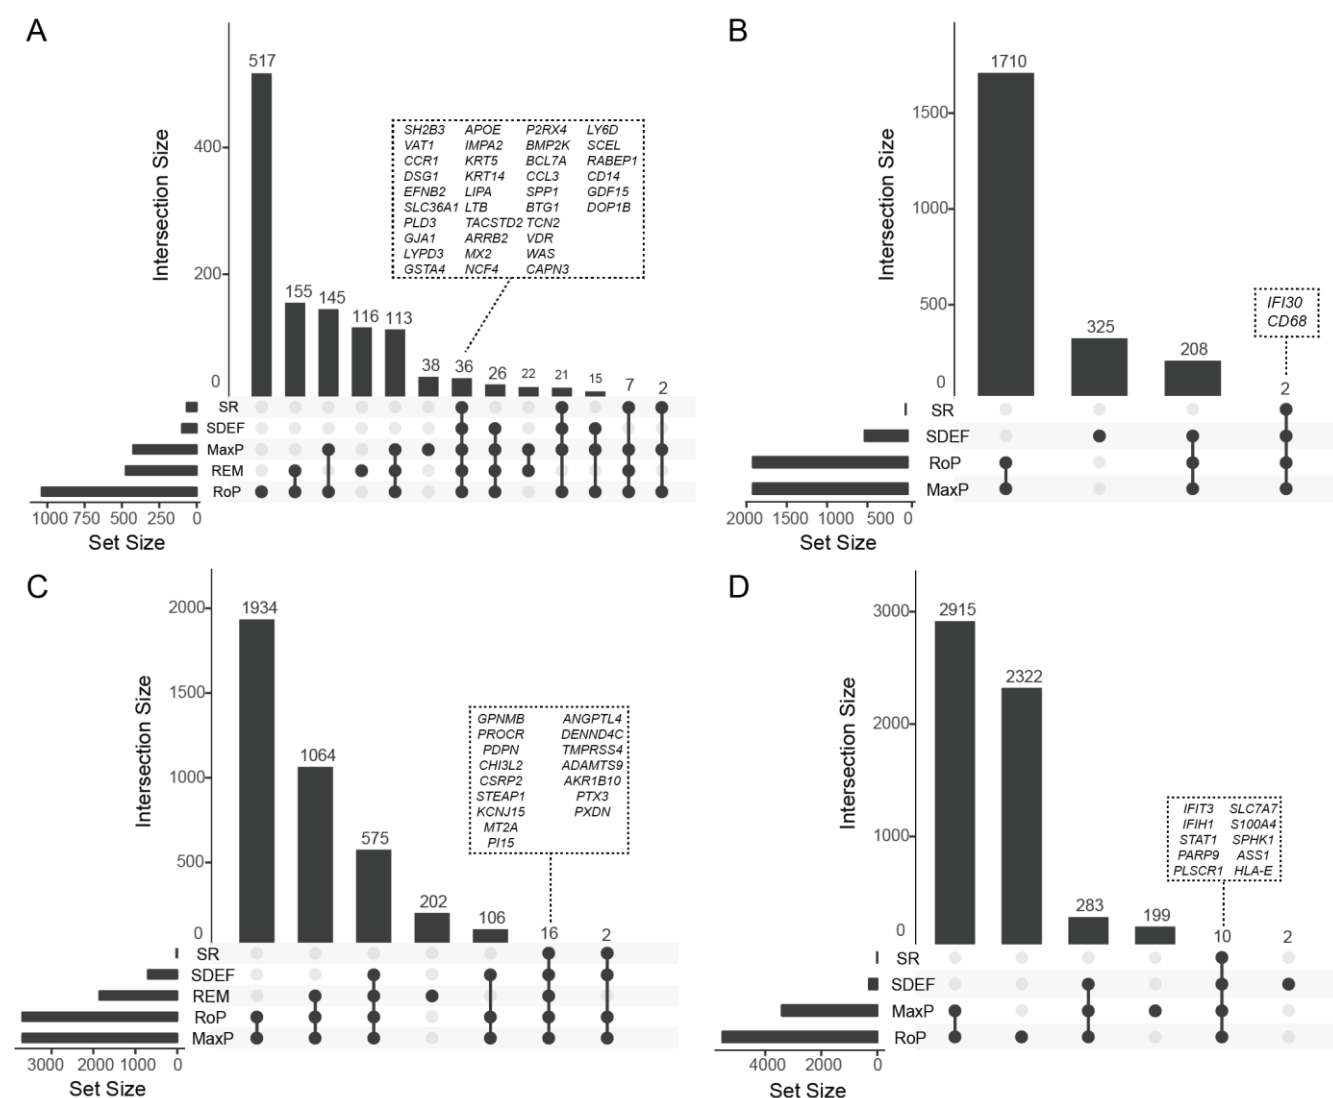 A
Intersection Size
517
400
200
0
155
145
116
113
38
36
26
22
21
15
7
2
SH2B3 APOE P2RX4 LY6D
VAT1 IMPA2 BMP2K SCEL
CCR1 KRT5 BCL7A RABEP1
DSG1 KRT14 CCL3 CD14
EFNB2 LIPA SPP1 GDF15
SLC36A1 LTB BTG1 DOP1B
PLD3 TACSTD2 TCN2
GJA1 ARRB2 VDR
LYPD3 MX2 WAS
GSTA4 NCF4 CAPN3
SR
SDEF
MaxP
REM
RoP
1000 750 500 250 0
Set Size
B
Intersection Size
1710
1500
1000
500
0
325
208
2
IFI30
CD68
SR
SDEF
RoP
MaxP
2000 1500 1000 500 0
Set Size
C
Intersection Size
2000
1934
1500
1000
500
0
1064
575
202
106
16
2
GPNMB ANGPTL4
PROCR DENND4C
PDPN TMPRSS4
CHI3L2 ADAMTS9
CSRP2 AKR1B10
STEAP1 PTX3
KCNJ15 PXDN
MT2A
PI15
SR
SDEF
REM
RoP
MaxP
3000 2000 1000 0
Set Size
D
Intersection Size
3000
2915
2322
2000
1000
0
283
199
10
2
IFIT3 SLC7A7
IFIH1 S100A4
STAT1 SPHK1
PARP9 ASS1
PLSCR1 HLA-E
SR
SDEF
MaxP
RoP
4000 2000 0
Set Size